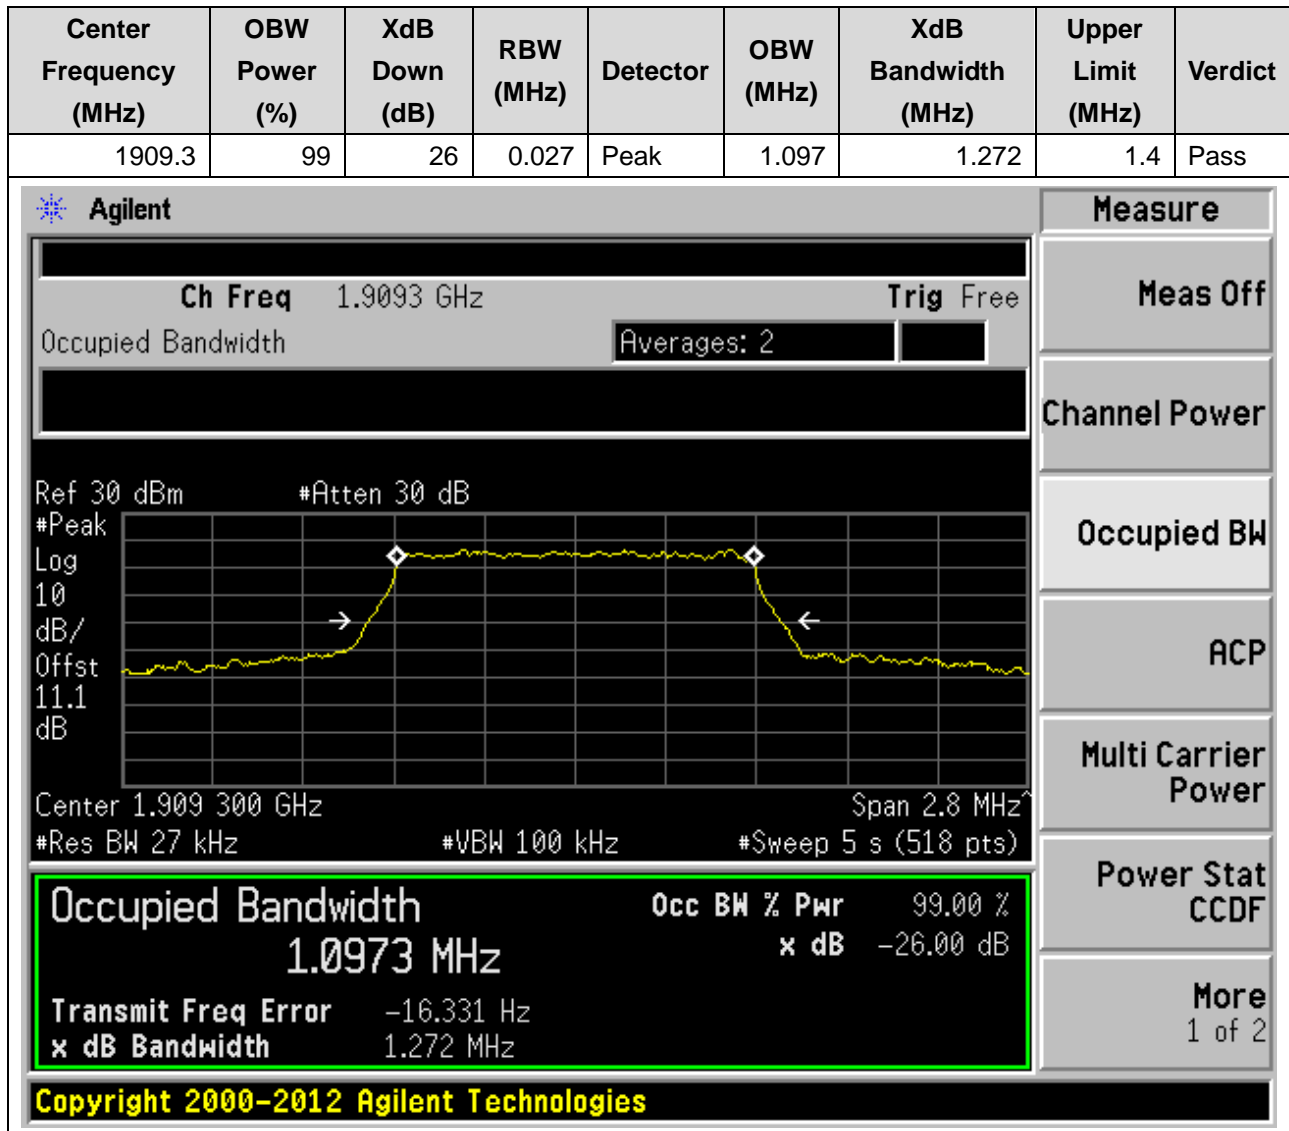 Center Frequency (MHz) OBW Power (%) XdB Down (dB) RBW (MHz) Detector OBW (MHz) XdB Bandwidth (MHz) Upper Limit (MHz) Verdict
1909.3 99 26 0.027 Peak 1.097 1.272 1.4 Pass
Agilent
Measure
Ch Freq 1.9093 GHz Trig Free
Meas Off
Occupied Bandwidth Averages: 2
Channel Power
Ref 30 dBm #Atten 30 dB
#Peak
Log
10
dB/
Offst
11.1
dB
Occupied BW
ACP
Multi Carrier
Power
Center 1.909 300 GHz Span 2.8 MHz^
#Res BW 27 kHz #VBW 100 kHz #Sweep 5 s (518 pts)
Power Stat
CCDF
Occupied Bandwidth Occ BW % Pwr 99.00 %
1.0973 MHz x dB -26.00 dB
Transmit Freq Error -16.331 Hz
x dB Bandwidth 1.272 MHz
More
1 of 2
Copyright 2000-2012 Agilent Technologies